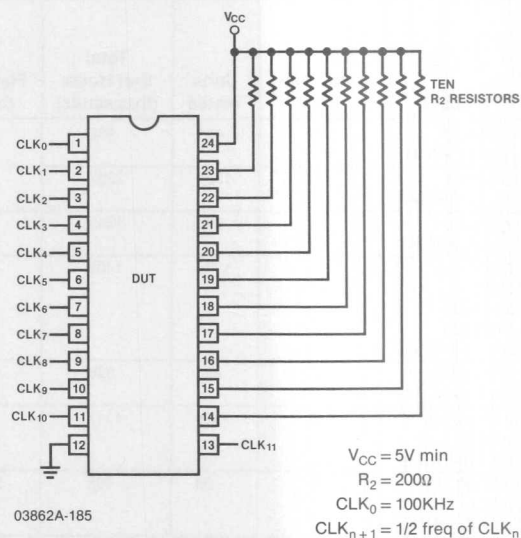 VCC
TEN
R2 RESISTORS
CLK0 1 24
CLK1 2 23
CLK2 3 22
CLK3 4 21
CLK4 5 20
CLK5 6 DUT 19
CLK6 7 18
CLK7 8 17
CLK8 9 16
CLK9 10 15
CLK10 11 14
12 13 CLK11
VCC = 5V min
R2 = 200Ω
CLK0 = 100KHz
CLKn + 1 = 1/2 freq of CLKn
03862A-185